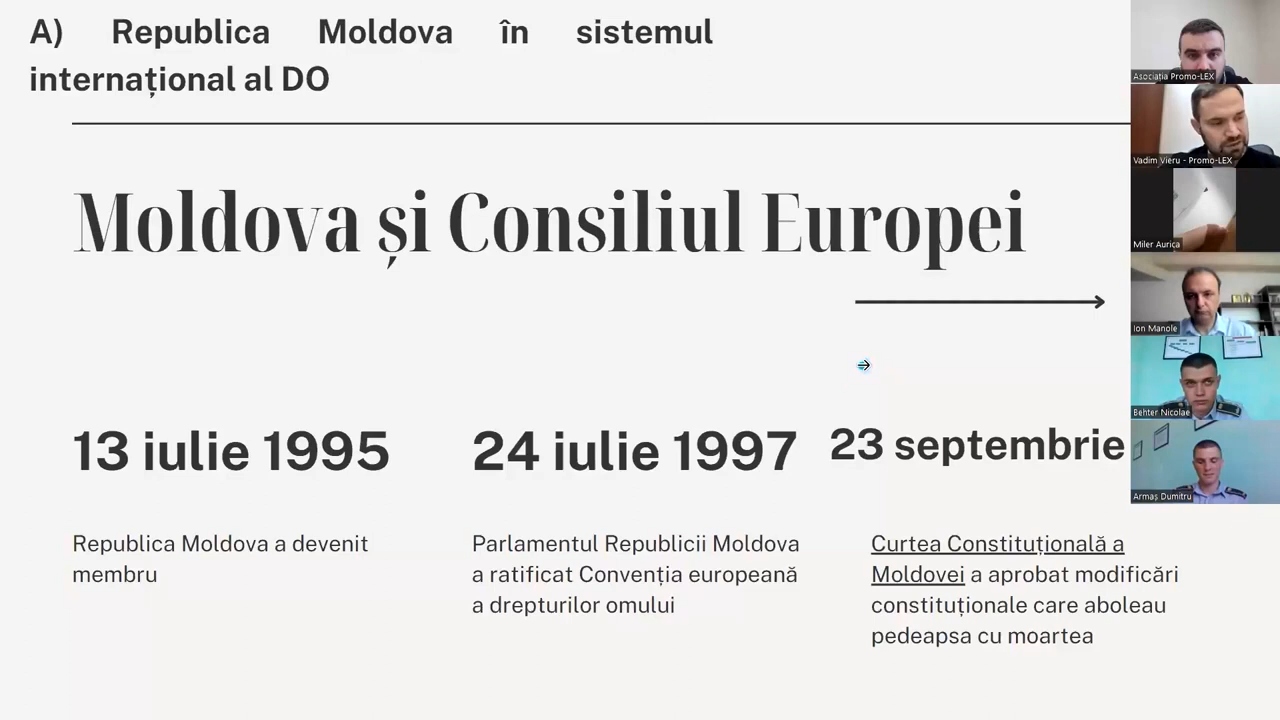 A) Republica Moldova în sistemul
internațional al DO
Moldova și Consiliul Europei
13 iulie 1995
24 iulie 1997
23 septembrie
Republica Moldova a devenit
membru
Parlamentul Republicii Moldova
a ratificat Convenția europeană
a drepturilor omului
Curtea Constituțională a
Moldovei a aprobat modificări
constituționale care aboleau
pedeapsa cu moartea
Asociația Promo-LEX
Vadim Vieru - Promo-LEX
Miler Aurica
Ion Manole
Behter Nicolae
Armaș Dumitru